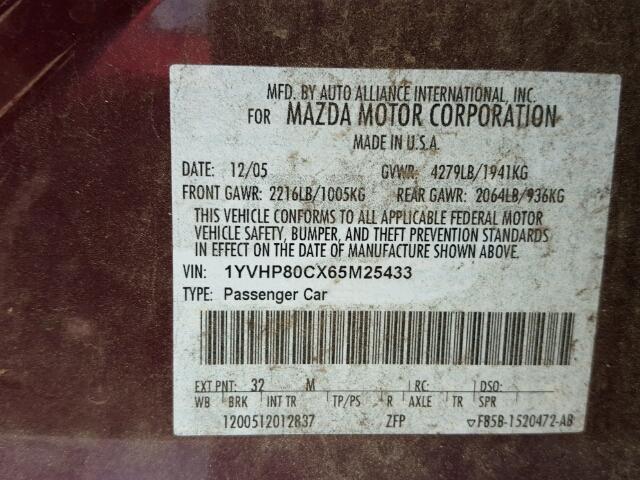 MFD. BY AUTO ALLIANCE INTERNATIONAL, INC.
FOR MAZDA MOTOR CORPORATION
MADE IN U.S.A.
DATE: 12/05 GVWR: 4279LB/1941KG
FRONT GAWR: 2216LB/1005KG REAR GAWR: 2064LB/936KG
THIS VEHICLE CONFORMS TO ALL APPLICABLE FEDERAL MOTOR
VEHICLE SAFETY, BUMPER, AND THEFT PREVENTION STANDARDS
IN EFFECT ON THE DATE OF MANUFACTURE SHOWN ABOVE.
VIN: 1YVHP80CX65M25433
TYPE: Passenger Car
EXT PNT: 32 M RC: DSO:
WB BRK INT TR TP/PS R AXLE TR SPR
1200512012837 ZFP ▽F85B-1520472-AB